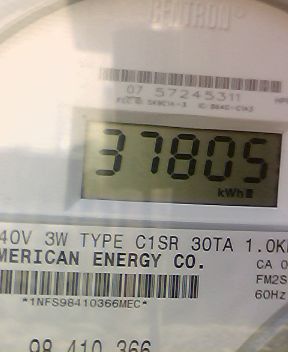 CENTRON®
07 57245311
37805
kWh
40V 3W TYPE C1SR 30TA 1.0K
MERICAN ENERGY CO.
CA 0
FM2S
60Hz
*1NFS98410366MEC*
98 410 366